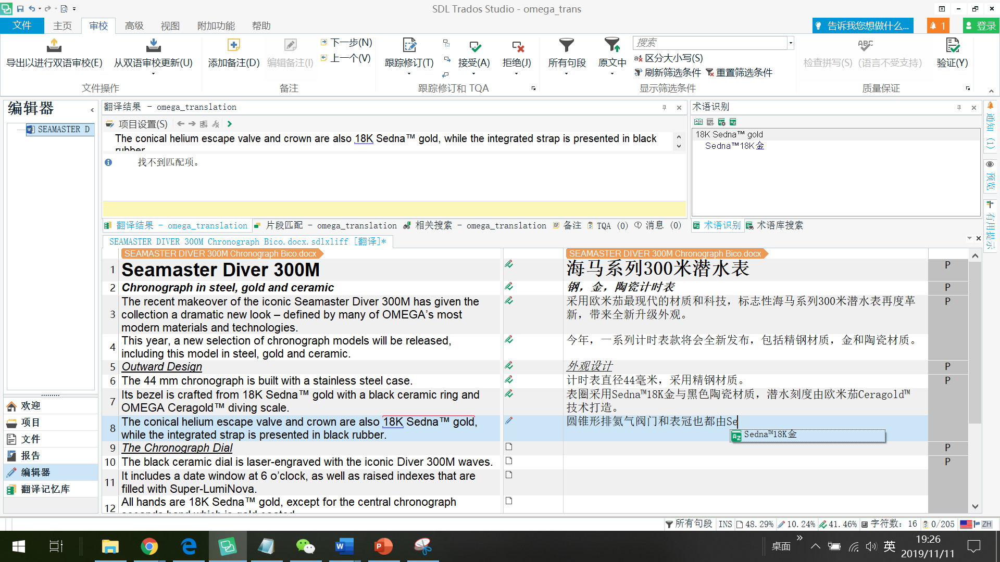 SDL Trados Studio - omega_trans
文件
主页
审校
高级
视图
附加功能
帮助
告诉我您想做什么...
1
登录
导出以进行双语审校(E)
从双语审校更新(U)
文件操作
添加备注(D)
编辑备注(I)
下一步(N)
上一个(V)
备注
跟踪修订(T)
接受(A)
拒绝(J)
跟踪修订和 TQA
所有句段
原文中
搜索
区分大小写(S)
刷新筛选条件
重置筛选条件
显示筛选条件
ABC
检查拼写(S)（语言不受支持）
验证(Y)
质量保证
编辑器
SEAMASTER D
翻译结果 - omega_translation
项目设置(S)
The conical helium escape valve and crown are also 18K Sedna™ gold, while the integrated strap is presented in black
rubber
找不到匹配项。
术语识别
18K Sedna™ gold
Sedna™18K金
通知 (1)
预览
有用提示
翻译结果 - omega_translation
片段匹配 - omega_translation
相关搜索 - omega_translation
备注
TQA (0)
消息 (0)
术语识别
术语库搜索
SEAMASTER DIVER 300M Chronograph Bico.docx.sdlxliff [翻译]*
SEAMASTER DIVER 300M Chronograph Bico.docx
SEAMASTER DIVER 300M Chronograph Bico.docx
1 Seamaster Diver 300M
海马系列300米潜水表
P
2 Chronograph in steel, gold and ceramic
钢，金，陶瓷计时表
P
3 The recent makeover of the iconic Seamaster Diver 300M has given the
collection a dramatic new look – defined by many of OMEGA's most
modern materials and technologies.
采用欧米茄最现代的材质和科技，标志性海马系列300米潜水表再度革
新，带来全新升级外观。
P
4 This year, a new selection of chronograph models will be released,
including this model in steel, gold and ceramic.
今年，一系列计时表款将会全新发布，包括精钢材质，金和陶瓷材质。
5 Outward Design
外观设计
P
6 The 44 mm chronograph is built with a stainless steel case.
计时表直径44毫米，采用精钢材质。
P
7 Its bezel is crafted from 18K Sedna™ gold with a black ceramic ring and
OMEGA Ceragold™ diving scale.
表圈采用Sedna™18K金与黑色陶瓷材质，潜水刻度由欧米茄Ceragold™
技术打造。
8 The conical helium escape valve and crown are also 18K Sedna™ gold,
while the integrated strap is presented in black rubber.
圆锥形排氦气阀门和表冠也都由Se
Sedna™18K金
9 The Chronograph Dial
P
10 The black ceramic dial is laser-engraved with the iconic Diver 300M waves.
P
11 It includes a date window at 6 o'clock, as well as raised indexes that are
filled with Super-LumiNova.
12 All hands are 18K Sedna™ gold, except for the central chronograph
欢迎
项目
文件
报告
编辑器
翻译记忆库
所有句段
INS
48.29%
10.24%
41.46%
字符数: 16
0/205
ZH
桌面
英
19:26
2019/11/11